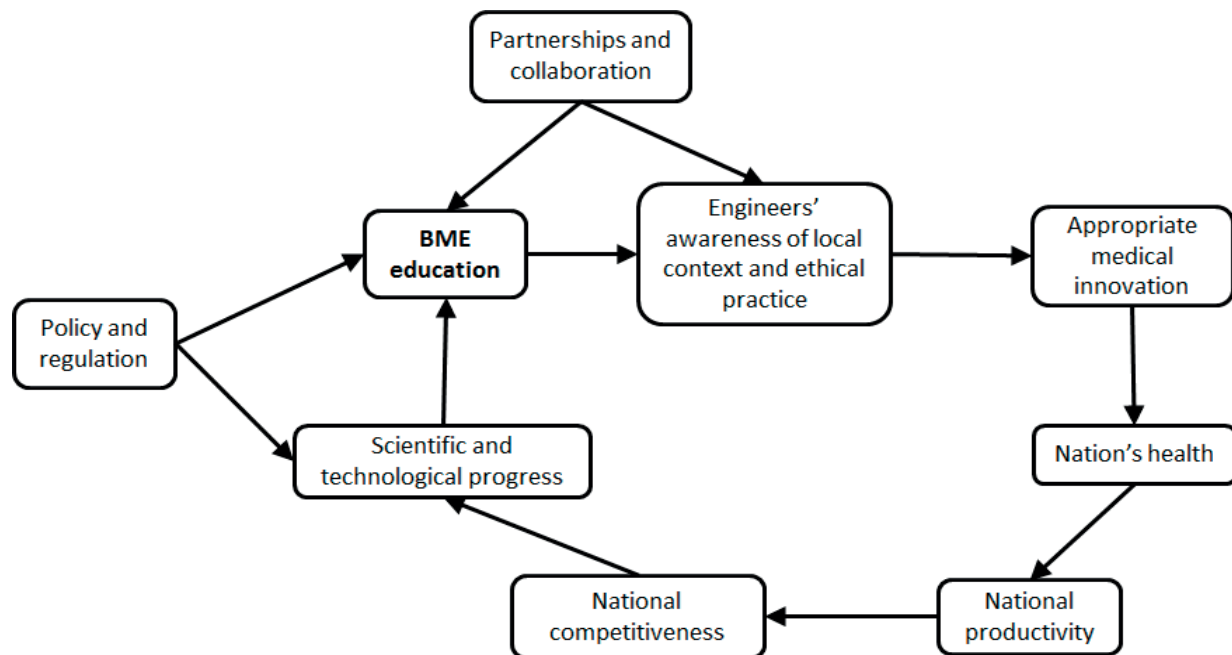 Partnerships and
collaboration
BME
education
Engineers’
awareness of local
context and ethical
practice
Appropriate
medical
innovation
Policy and
regulation
Scientific and
technological progress
Nation’s health
National
competitiveness
National
productivity